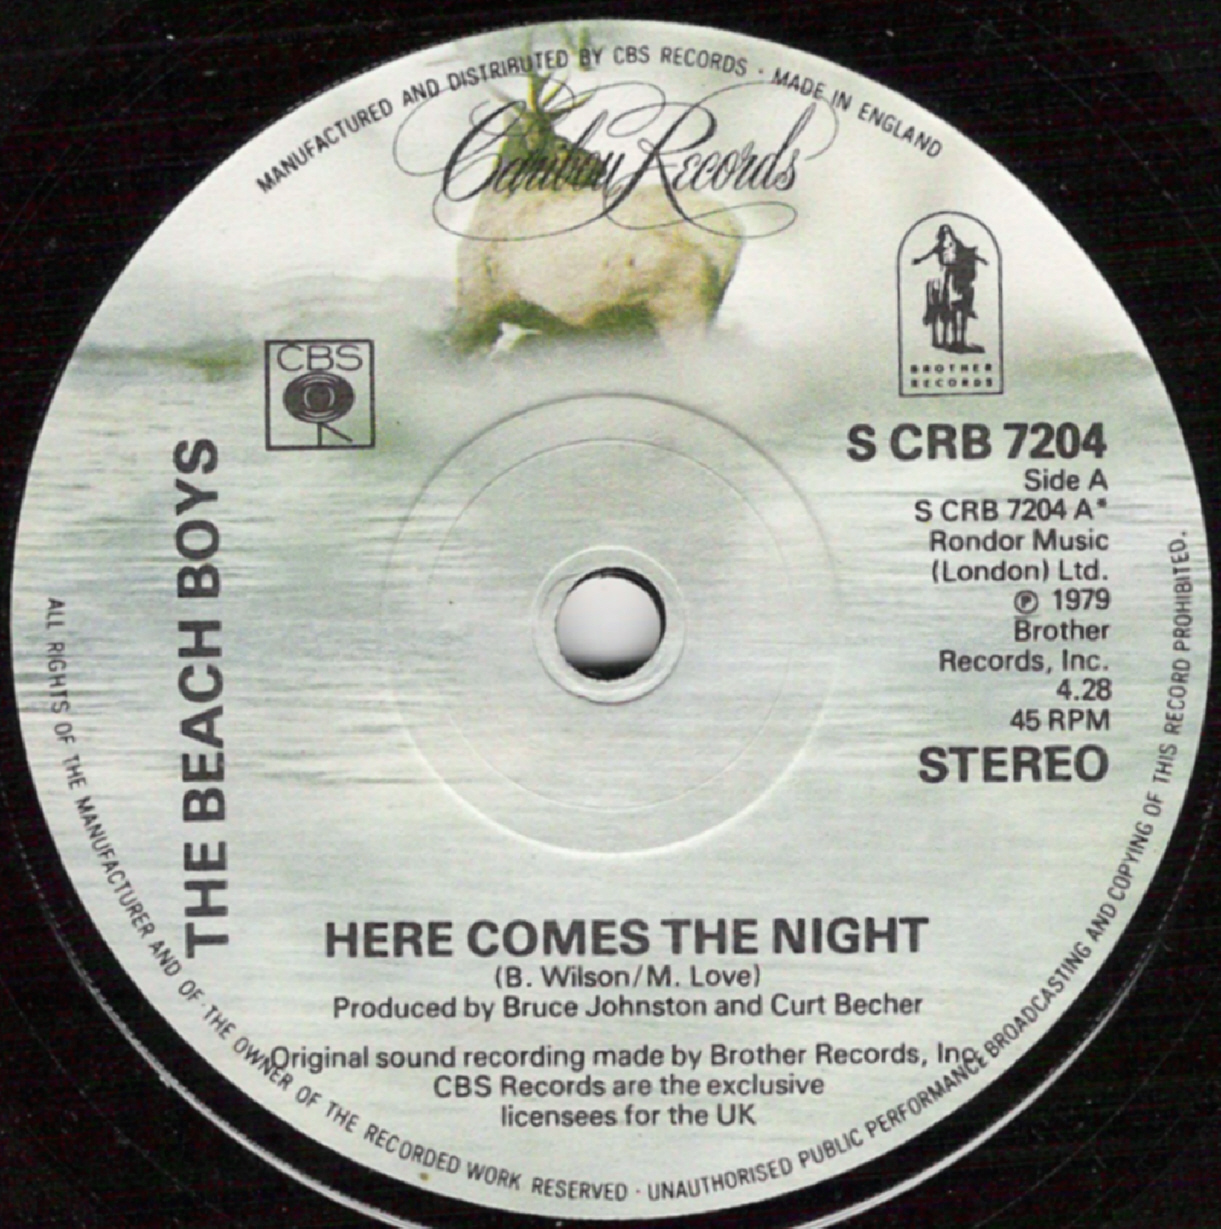 MANUFACTURED AND DISTRIBUTED BY CBS RECORDS · MADE IN ENGLAND
Caribou Records
BROTHER
RECORDS
CBS
THE BEACH BOYS
S CRB 7204
Side A
S CRB 7204 A*
Rondor Music
(London) Ltd.
℗ 1979
Brother
Records, Inc.
4.28
45 RPM
STEREO
HERE COMES THE NIGHT
(B. Wilson/M. Love)
Produced by Bruce Johnston and Curt Becher
Original sound recording made by Brother Records, Inc.
CBS Records are the exclusive
licensees for the UK
ALL RIGHTS OF THE MANUFACTURER AND OF · THE OWNER OF THE RECORDED WORK RESERVED · UNAUTHORISED PUBLIC PERFORMANCE BROADCASTING AND COPYING OF THIS RECORD PROHIBITED.